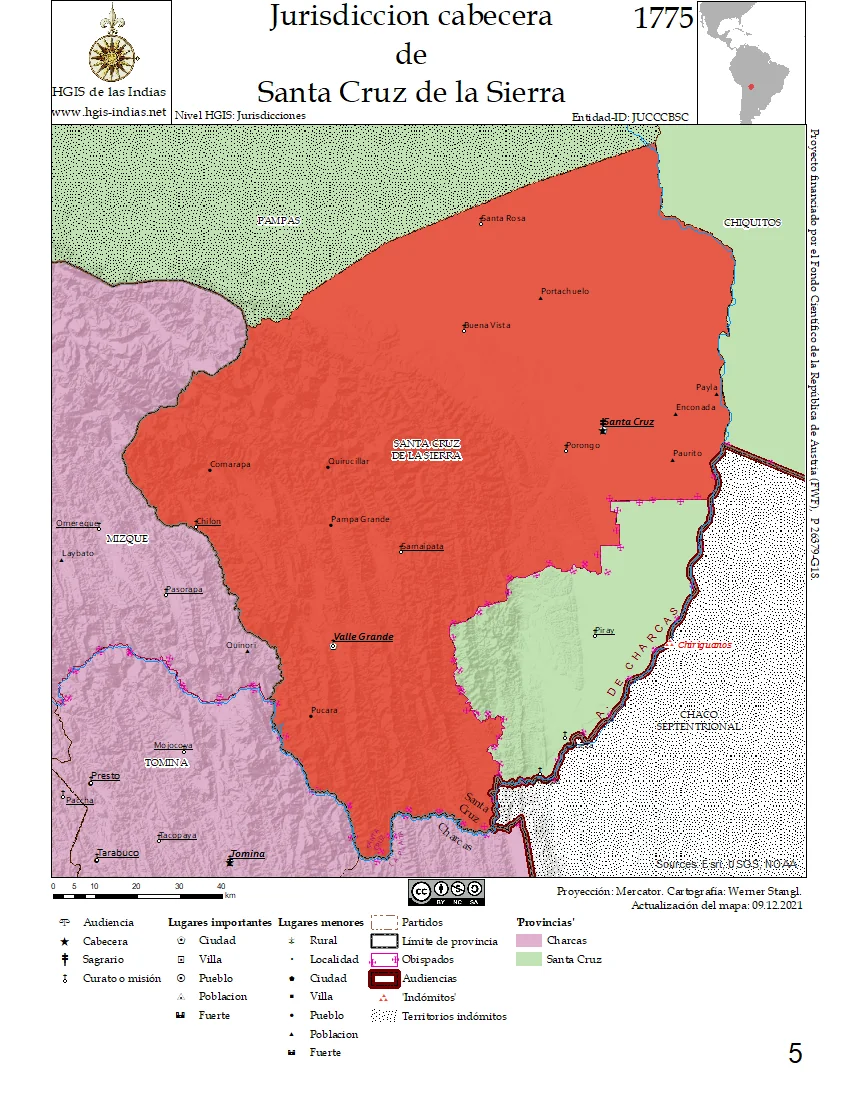 Jurisdiccion cabecera
de
Santa Cruz de la Sierra
1775
HGIS de las Indias
www.hgis-indias.net
Nivel HGIS: Jurisdicciones
Entidad-ID: JUCCCBSC
Proyecto financiado por el Fondo Científico de la República de Austria (FWF), P 26379-G18
PAMPAS
CHIQUITOS
Santa Rosa
Portachuelo
Buena Vista
Payla
Enconada
Santa Cruz
SANTA CRUZ
DE LA SIERRA
Porongo
Paurito
Comarapa
Quirucillar
Omereque
Chilon
Pampa Grande
MIZQUE
Laybato
Samaipata
Pasorapa
Piray
Valle Grande
Quinori
A. DE CHARCAS
Chiriguanos
Pucara
CHACO
SEPTENTRIONAL
Mojocoya
TOMINA
Presto
Paccha
Santa
Cruz
Charcas
Tacopaya
Tarabuco
Tomina
Sources: Esri, USGS, NOAA
0 5 10 20 30 40
km
CC
BY NC SA
Proyección: Mercator. Cartografía: Werner Stangl.
Actualización del mapa: 09.12.2021
Audiencia
Cabecera
Sagrario
Curato o misión
Lugares importantes
Ciudad
Villa
Pueblo
Poblacion
Fuerte
Lugares menores
Rural
Localidad
Ciudad
Villa
Pueblo
Poblacion
Fuerte
Partidos
Límite de provincia
Obispados
Audiencias
'Indómitos'
Territorios indómitos
'Provincias'
Charcas
Santa Cruz
5